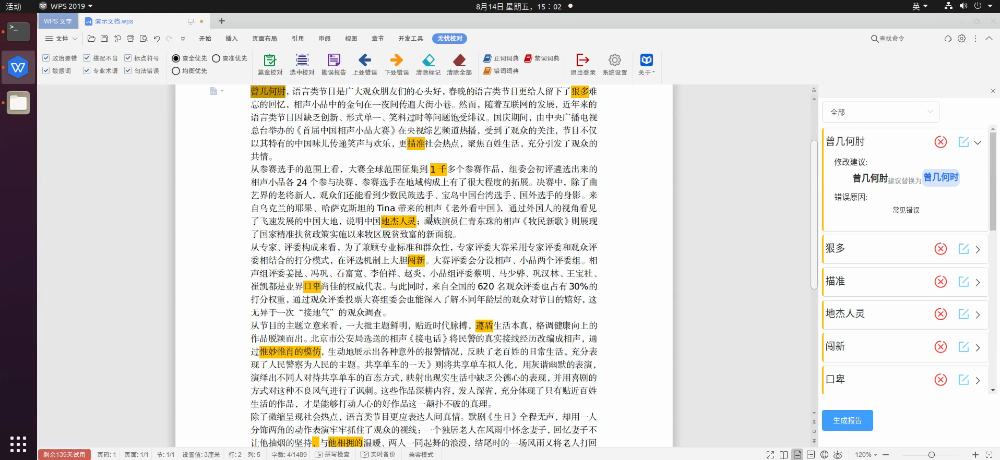 活动
WPS 2019
8月14日 星期五，15：02
英
WPS 文字
演示文档.wps
文件
开始
插入
页面布局
引用
审阅
视图
章节
开发工具
无忧校对
查找命令
政治差错
搭配不当
标点符号
查全优先
查准优先
敏感词
专业术语
句法错误
均衡优先
篇章校对
选中校对
勘误报告
上处错误
下处错误
清除标记
清除全部
正词词典
禁词词典
错词词典
退出登录
系统设置
关于
曾几何肘，语言类节目是广大观众朋友们的心头好，春晚的语言类节目更给人留下了狠多难
忘的回忆，相声小品中的金句在一夜间传遍大街小巷。然而，随着互联网的发展，近年来的
语言类节目因缺乏创新、形式单一、笑料过时等问题饱受绯议。国庆期间，由中央广播电视
总台举办的《首届中国相声小品大赛》在央视综艺频道热播，受到了观众的关注，节目不仅
以其特有的中国味儿传递笑声与欢乐，更描准社会热点，聚焦百姓生活，充分引发了观众的
共情。
从参赛选手的范围上看，大赛全球范围征集到 1 千多个参赛作品，组委会初评遴选出来的
相声小品各 24 个参与决赛，参赛选手在地域构成上有了很大程度的拓展。决赛中，除了曲
艺界的老将新人，观众们还能看到少数民族选手、宝岛中国台湾选手、国外选手的身影。来
自乌克兰的耶果、哈萨克斯坦的 Tina 带来的相声《老外看中国》，通过外国人的视角看见
了飞速发展的中国大地，说明中国地杰人灵；藏族演员仁青东珠的相声《牧民新歌》则展现
了国家精准扶贫政策实施以来牧区脱贫致富的新面貌。
从专家、评委构成来看，为了兼顾专业标准和群众性，专家评委大赛采用专家评委和观众评
委相结合的打分模式，在评选机制上大胆闯新。大赛评委会分设相声、小品两个评委组。相
声组评委姜昆、冯巩、石富宽、李伯祥、赵炎，小品组评委蔡明、马少骅、巩汉林、王宝社、
崔凯都是业界口卑尚佳的权威代表。与此同时，来自全国的 620 名观众评委也占有 30%的
打分权重，通过观众评委投票大赛组委会也能深入了解不同年龄层的观众对节目的嬉好，这
无异于一次“接地气”的观众调查。
从节目的主题立意来看，一大批主题鲜明，贴近时代脉搏，遵盾生活本真，格调健康向上的
作品脱颖而出。北京市公安局选送的相声《接电话》将民警的真实接线经历改编成相声，通
过惟妙惟肖的模仿，生动地展示出各种意外的报警情况，反映了老百姓的日常生活，充分表
现了人民警察为人民的主题。共享单车的一天》则将共享单车拟人化，用灰谐幽默的表演，
演绎出不同人对待共享单车的百态方式，映射出现实生活中缺乏公德心的表现，并用喜剧的
方式对这种不良风气进行了讽刺。这些作品深耕内容，发人深省，充分体现了只有贴近百姓
生活的作品，才是能够打动人心的好作品这一颠扑不破的真理。
除了微缩呈现社会热点，语言类节目更应表达人间真情。默剧《生日》全程无声，却用一人
分饰两角的动作表演牢牢抓住了观众的视线：一个独居老人在风雨中怀念妻子，回忆妻子不
让他抽烟的坚持、与他相拥的温暖、两人一同起舞的浪漫，结尾时的一场风雨又将老人打回
全部
曾几何肘
修改建议:
曾几何肘建议替换为曾几何时
错误原因:
常见错误
狠多
描准
地杰人灵
闯新
口卑
生成报告
剩余139天试用
页码: 1
页面: 1/1
节: 1/1
设置值: 3厘米
行: 2
列: 5
字数: 4/1489
拼写检查
实时备份
兼容模式
120%